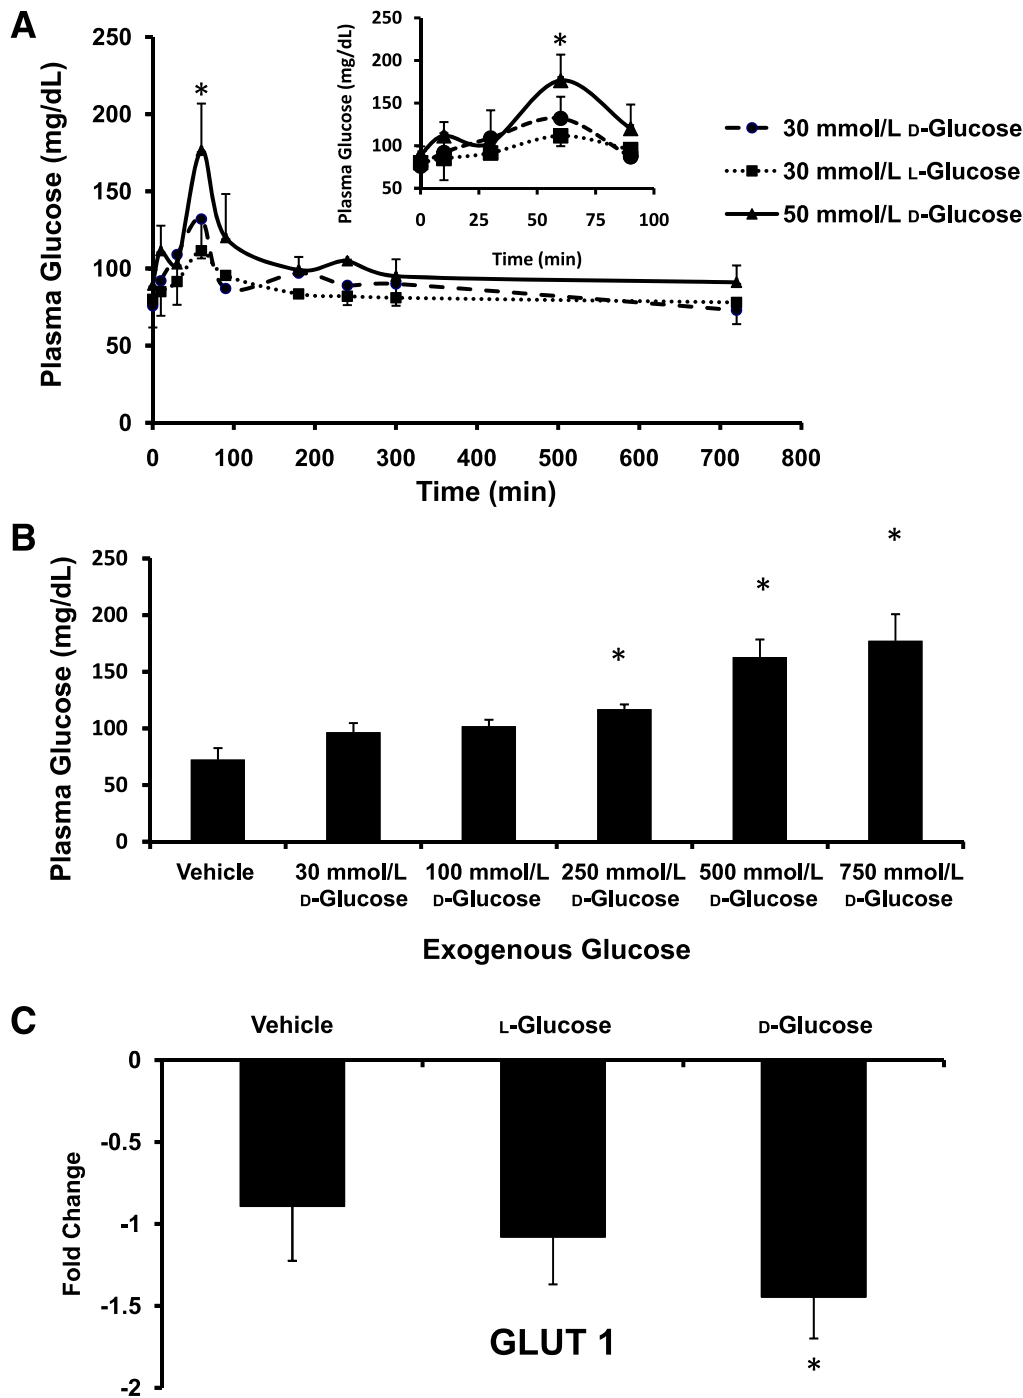 A
250
200
150
100
50
0
Plasma Glucose (mg/dL)
*
0 100 200 300 400 500 600 700 800
Time (min)
250
200
150
100
50
Plasma Glucose (mg/dL)
*
0 25 50 75 100
Time (min)
30 mmol/L D-Glucose
30 mmol/L L-Glucose
50 mmol/L D-Glucose
B
250
200
150
100
50
0
Plasma Glucose (mg/dL)
* * *
Vehicle 30 mmol/L 100 mmol/L 250 mmol/L 500 mmol/L 750 mmol/L
D-Glucose D-Glucose D-Glucose D-Glucose D-Glucose
Exogenous Glucose
C
Vehicle L-Glucose D-Glucose
0
-0.5
-1
-1.5
-2
Fold Change
GLUT 1
*